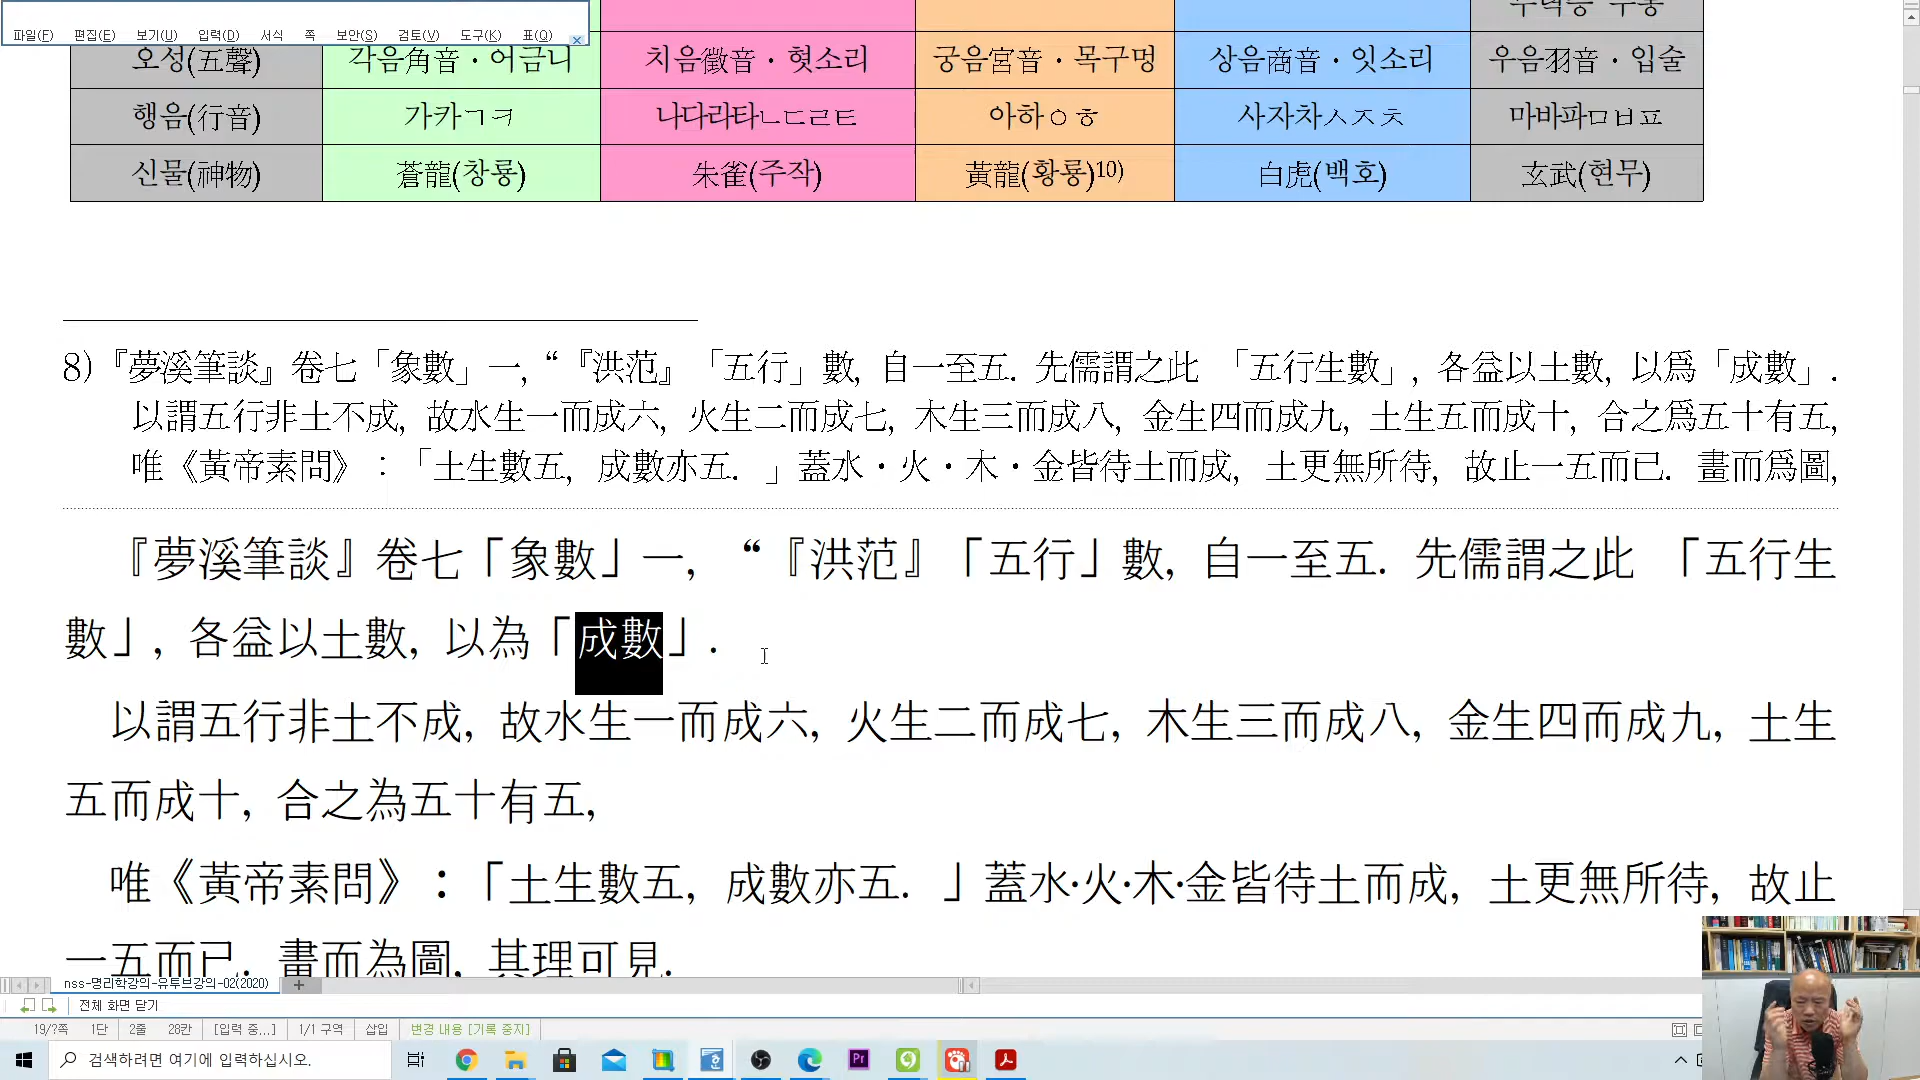 파일(F) 편집(E) 보기(U) 입력(D) 서식 쪽 보안(S) 검토(V) 도구(K) 표(Q)
오성(五聲) 각음角音·어금니 치음徵音·혓소리 궁음宮音·목구멍 상음商音·잇소리 우음羽音·입술
행음(行音) 가카ㄱㅋ 나다라타ㄴㄷㄹㅌ 아하ㅇㅎ 사자차ㅅㅈㅊ 마바파ㅁㅂㅍ
신물(神物) 蒼龍(창룡) 朱雀(주작) 黃龍(황룡)10) 白虎(백호) 玄武(현무)
8)『夢溪筆談』卷七「象數」一, “『洪范』「五行」數, 自一至五. 先儒謂之此 「五行生數」, 各益以土數, 以爲「成數」.
以謂五行非土不成, 故水生一而成六, 火生二而成七, 木生三而成八, 金生四而成九, 土生五而成十, 合之爲五十有五,
唯《黃帝素問》：「土生數五, 成數亦五. 」蓋水·火·木·金皆待土而成, 土更無所待, 故止一五而已. 畫而爲圖,
『夢溪筆談』卷七「象數」一, “『洪范』「五行」數, 自一至五. 先儒謂之此 「五行生
數」, 各益以土數, 以為「成數」.
以謂五行非土不成, 故水生一而成六, 火生二而成七, 木生三而成八, 金生四而成九, 土生
五而成十, 合之為五十有五,
唯《黃帝素問》：「土生數五, 成數亦五. 」蓋水·火·木·金皆待土而成, 土更無所待, 故止
一五而已. 畫而為圖, 其理可見.
nss-명리학강의-유투브강의-02(2020)
전체 화면 닫기
19/?쪽 1단 2줄 28칸 [입력 중...] 1/1 구역 삽입 변경 내용 [기록 중지]
검색하려면 여기에 입력하십시오.
Pr